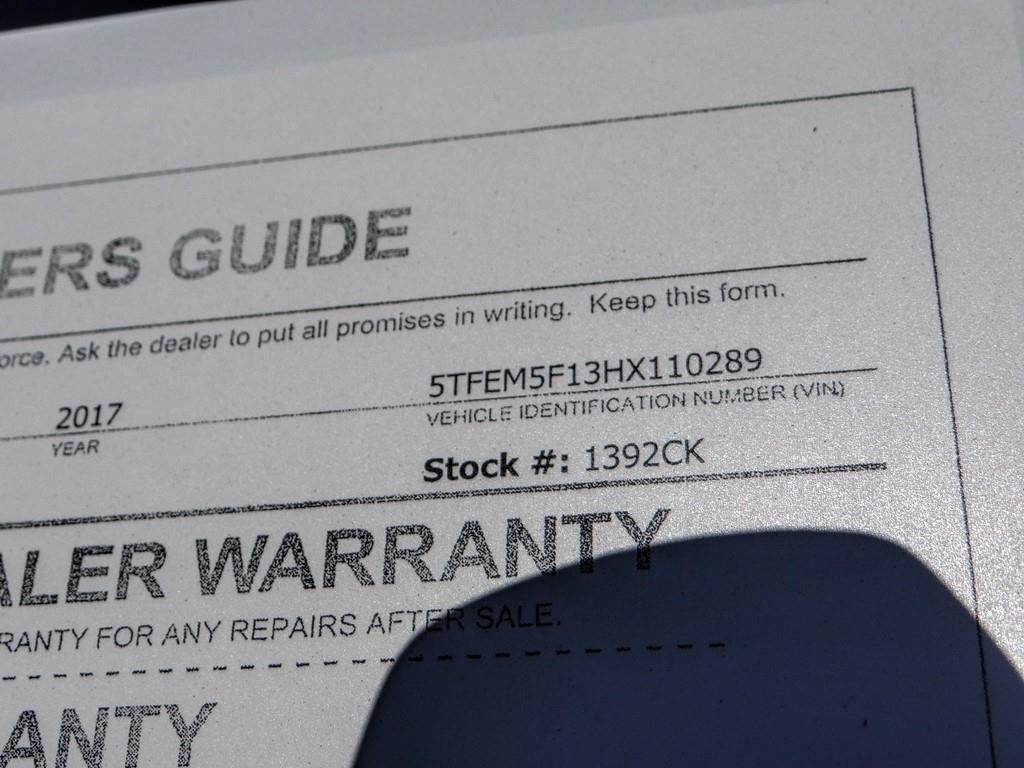 ERS GUIDE
orce. Ask the dealer to put all promises in writing. Keep this form.
2017 5TFEM5F13HX110289
YEAR VEHICLE IDENTIFICATION NUMBER (VIN)
Stock #: 1392CK
ALER WARRANTY
RRANTY FOR ANY REPAIRS AFTER SALE.
ANTY